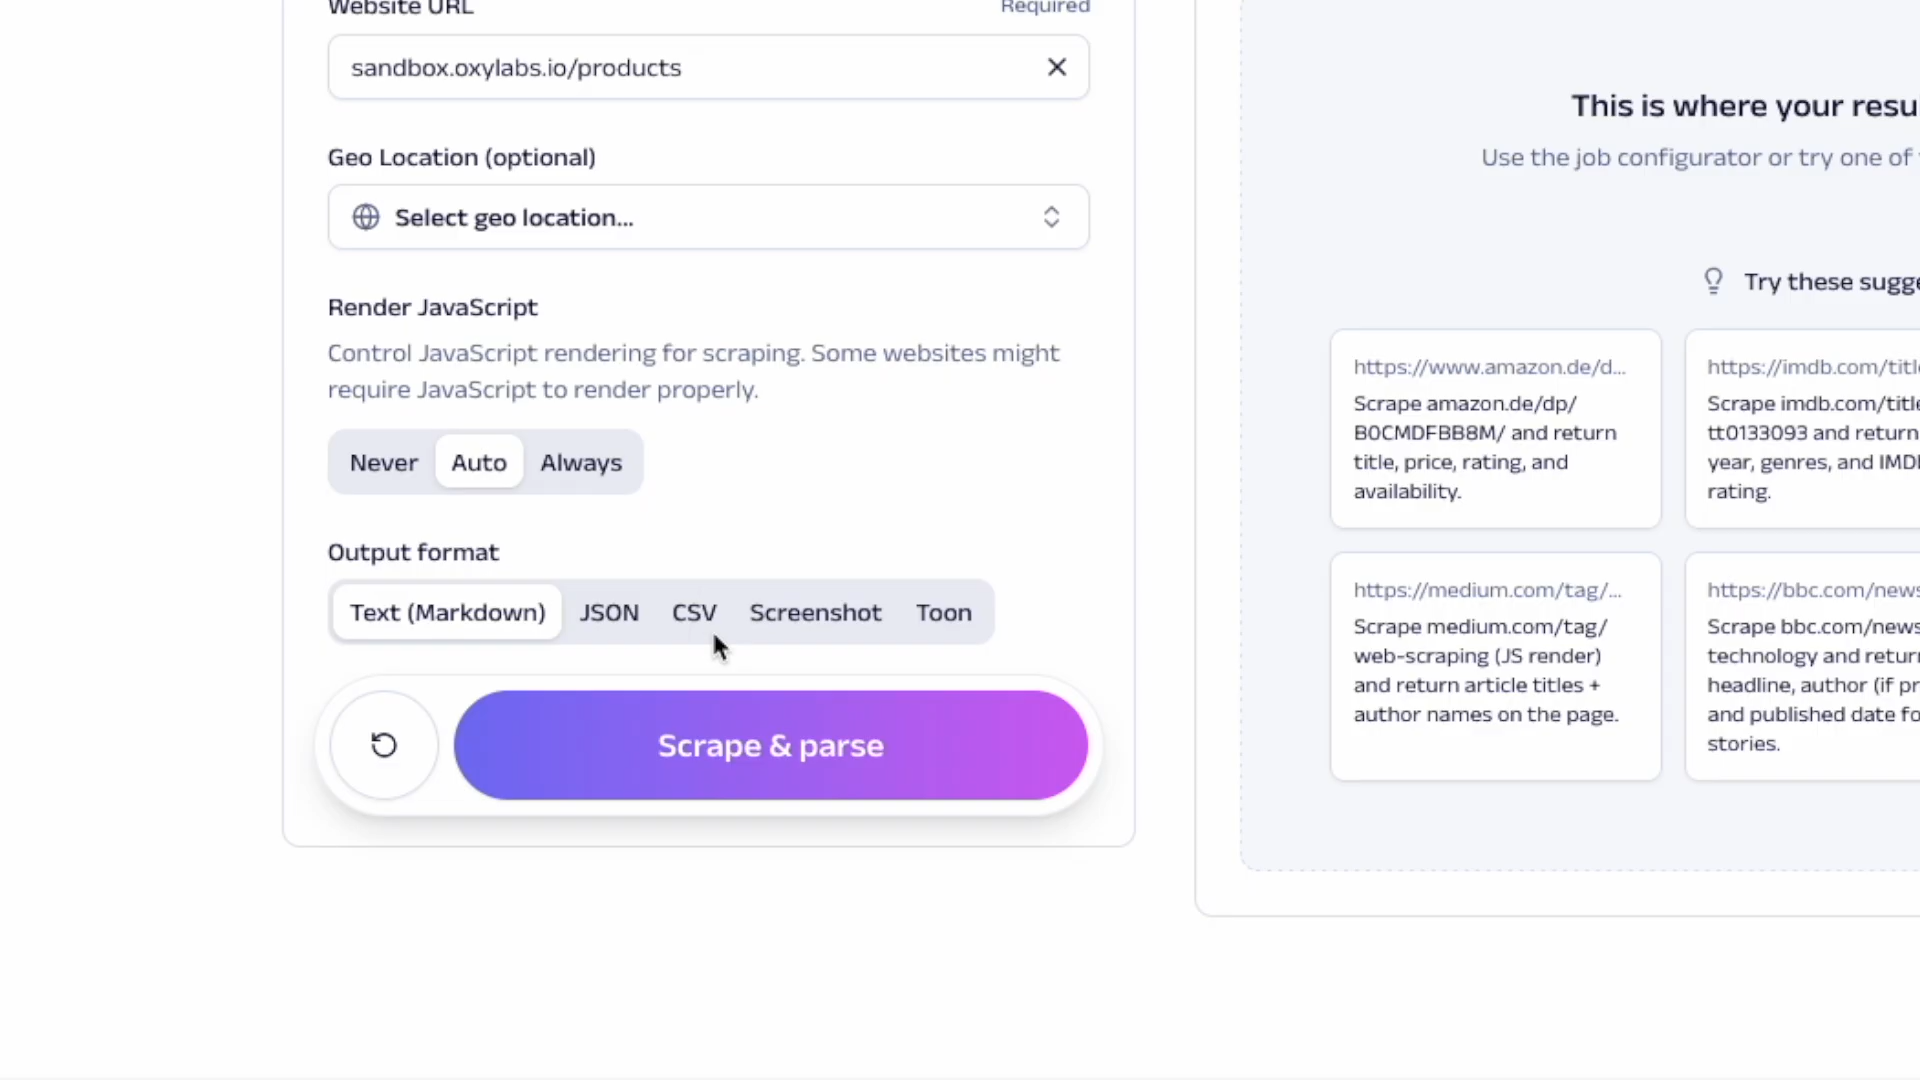 Website URL
Required
sandbox.oxylabs.io/products
Geo Location (optional)
Select geo location...
Render JavaScript
Control JavaScript rendering for scraping. Some websites might
require JavaScript to render properly.
Never Auto Always
Output format
Text (Markdown) JSON CSV Screenshot Toon
Scrape & parse
This is where your resu
Use the job configurator or try one of
Try these sugge
https://www.amazon.de/d...
Scrape amazon.de/dp/
B0CMDFBB8M/ and return
title, price, rating, and
availability.
https://imdb.com/title
Scrape imdb.com/title
tt0133093 and return
year, genres, and IMD
rating.
https://medium.com/tag/...
Scrape medium.com/tag/
web-scraping (JS render)
and return article titles +
author names on the page.
https://bbc.com/news
Scrape bbc.com/news
technology and return
headline, author (if pr
and published date fo
stories.